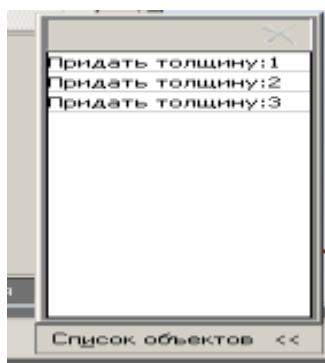 Придать толщину:1
Придать толщину:2
Придать толщину:3
Список объектов <<